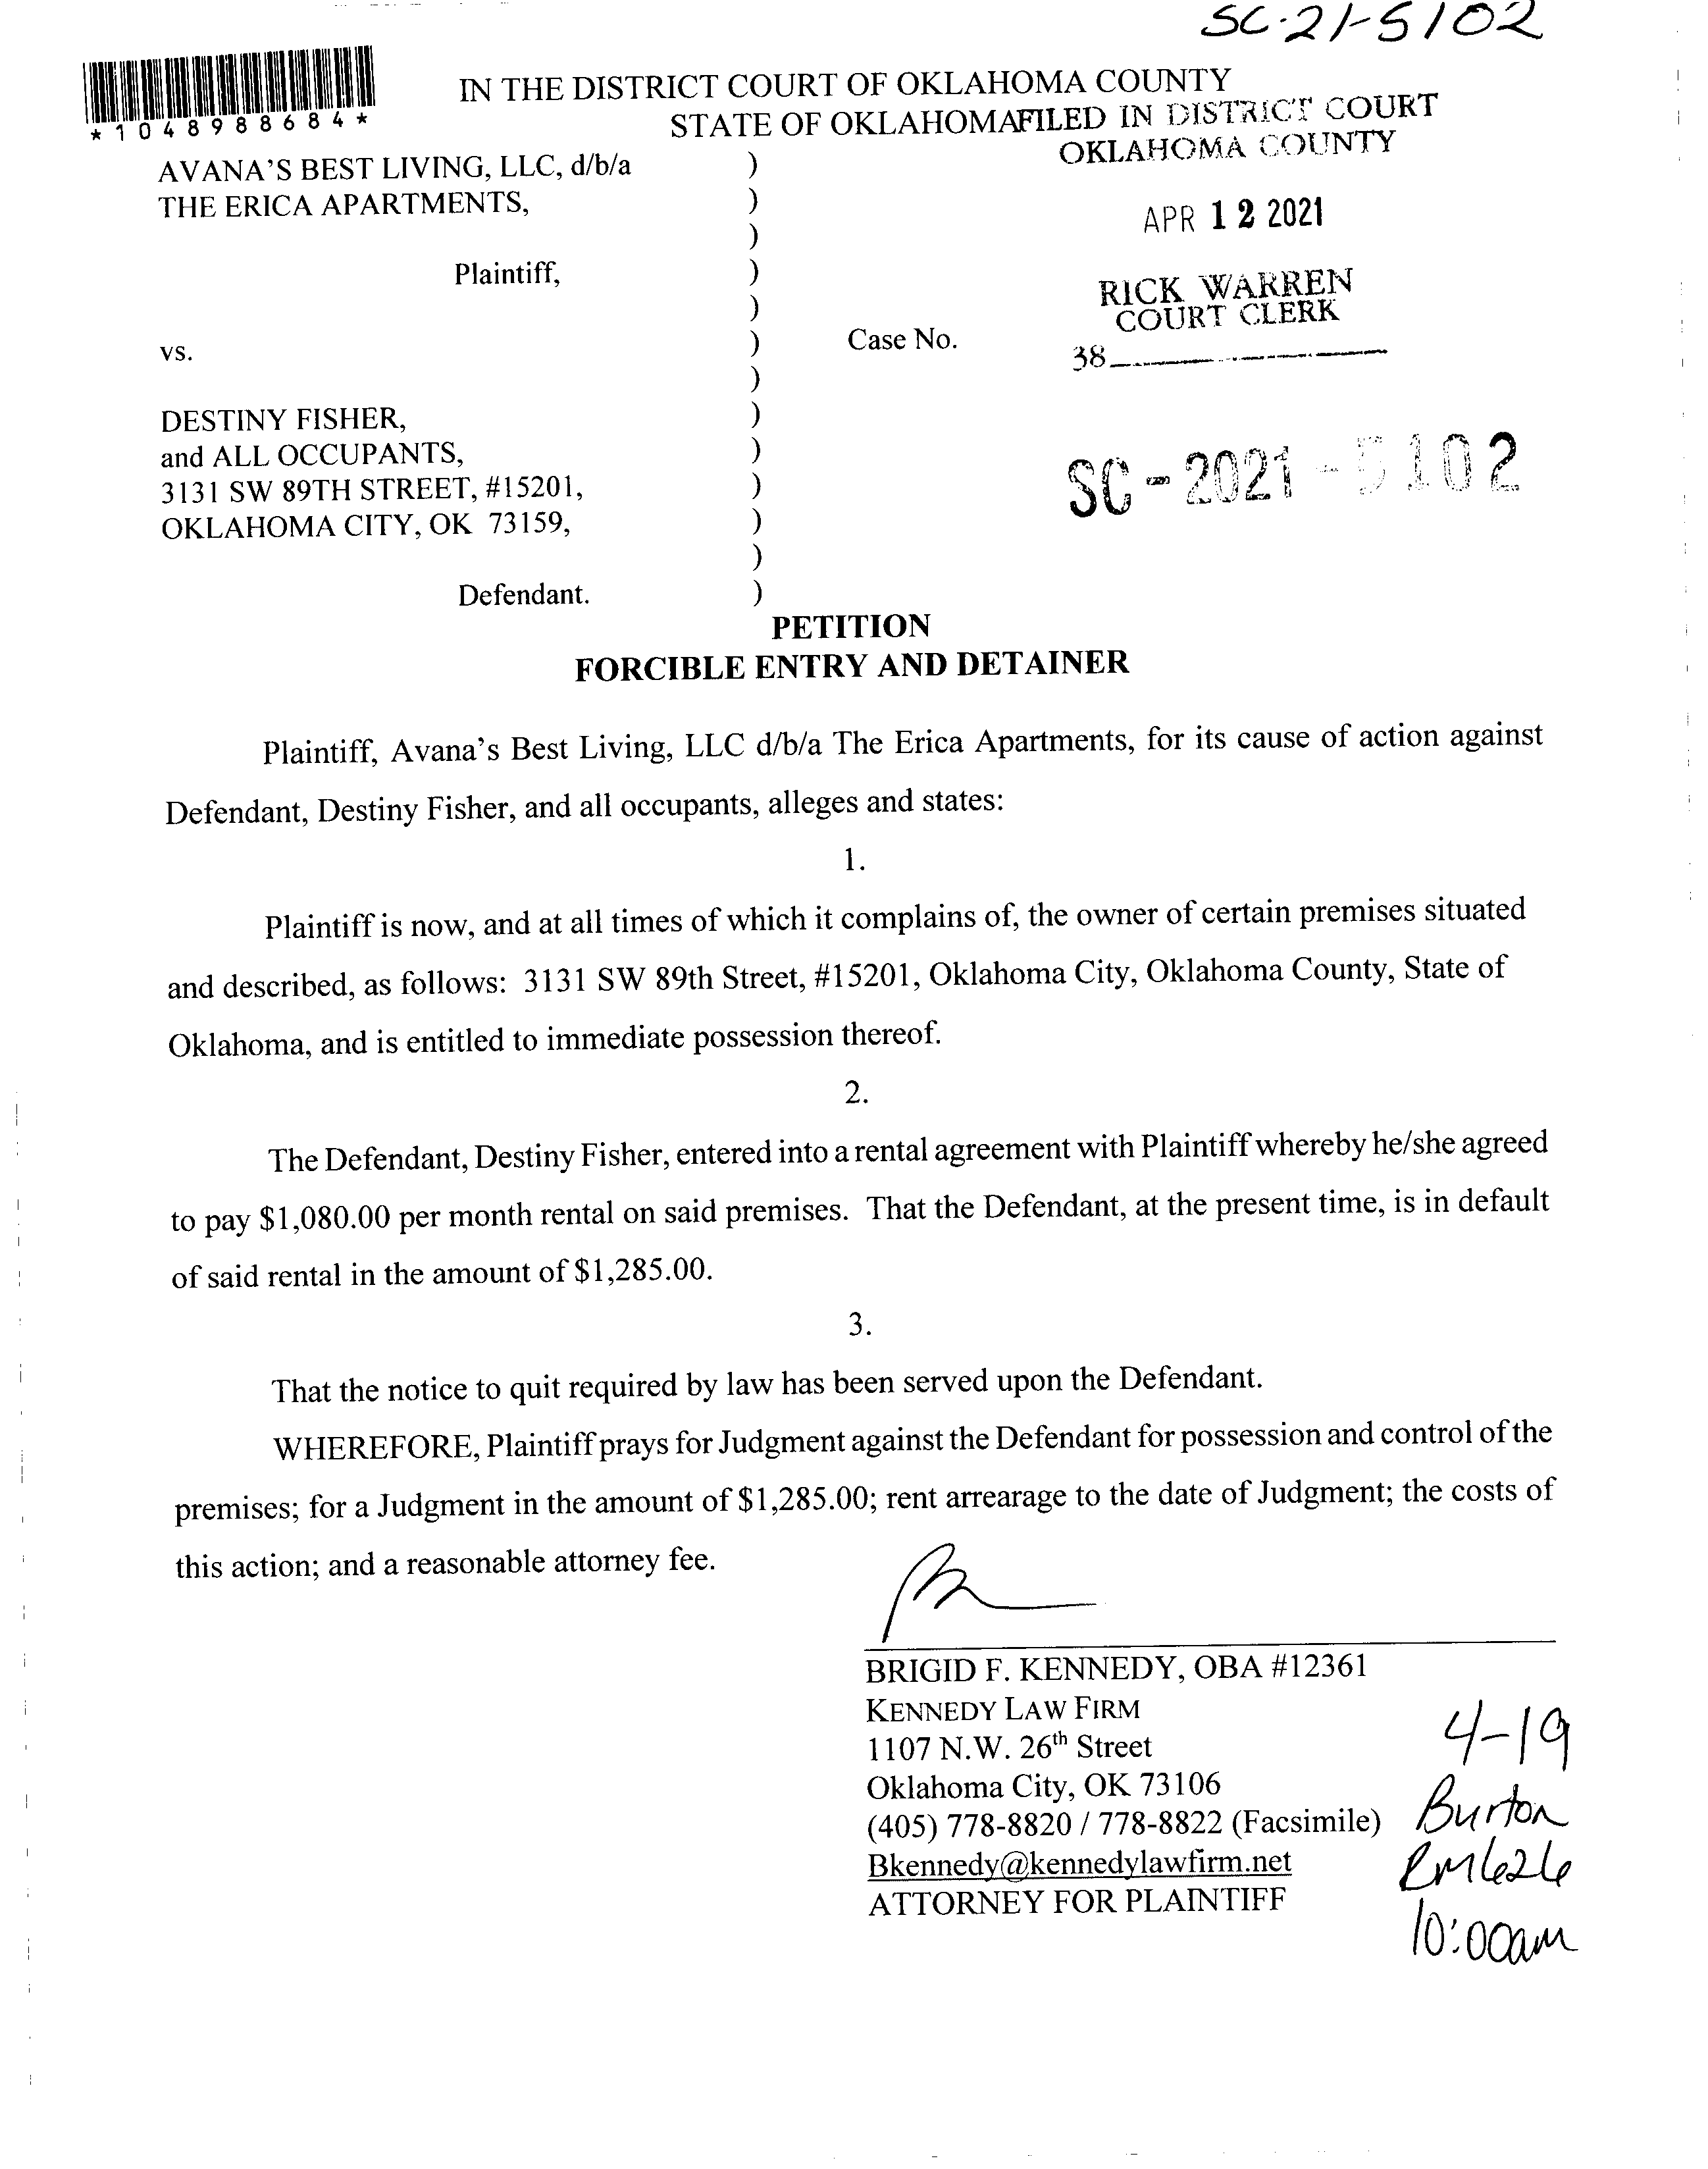 SC-21-5102
*1048988684*
IN THE DISTRICT COURT OF OKLAHOMA COUNTY
STATE OF OKLAHOMA
FILED IN DISTRICT COURT
OKLAHOMA COUNTY
APR 12 2021
RICK WARREN
COURT CLERK
38
AVANA'S BEST LIVING, LLC, d/b/a )
THE ERICA APARTMENTS, )
)
Plaintiff, )
)
vs. ) Case No.
)
DESTINY FISHER, )
and ALL OCCUPANTS, )
3131 SW 89TH STREET, #15201, )
OKLAHOMA CITY, OK 73159, )
)
Defendant. )
SC - 2021 - 5102
PETITION
FORCIBLE ENTRY AND DETAINER
Plaintiff, Avana's Best Living, LLC d/b/a The Erica Apartments, for its cause of action against
Defendant, Destiny Fisher, and all occupants, alleges and states:
1.
Plaintiff is now, and at all times of which it complains of, the owner of certain premises situated
and described, as follows: 3131 SW 89th Street, #15201, Oklahoma City, Oklahoma County, State of
Oklahoma, and is entitled to immediate possession thereof.
2.
The Defendant, Destiny Fisher, entered into a rental agreement with Plaintiff whereby he/she agreed
to pay $1,080.00 per month rental on said premises. That the Defendant, at the present time, is in default
of said rental in the amount of $1,285.00.
3.
That the notice to quit required by law has been served upon the Defendant.
WHEREFORE, Plaintiff prays for Judgment against the Defendant for possession and control of the
premises; for a Judgment in the amount of $1,285.00; rent arrearage to the date of Judgment; the costs of
this action; and a reasonable attorney fee.
BRIGID F. KENNEDY, OBA #12361
KENNEDY LAW FIRM
1107 N.W. 26th Street
Oklahoma City, OK 73106
(405) 778-8820 / 778-8822 (Facsimile)
Bkennedy@kennedylawfirm.net
ATTORNEY FOR PLAINTIFF
4-19
Burton
Rm626
10:00am